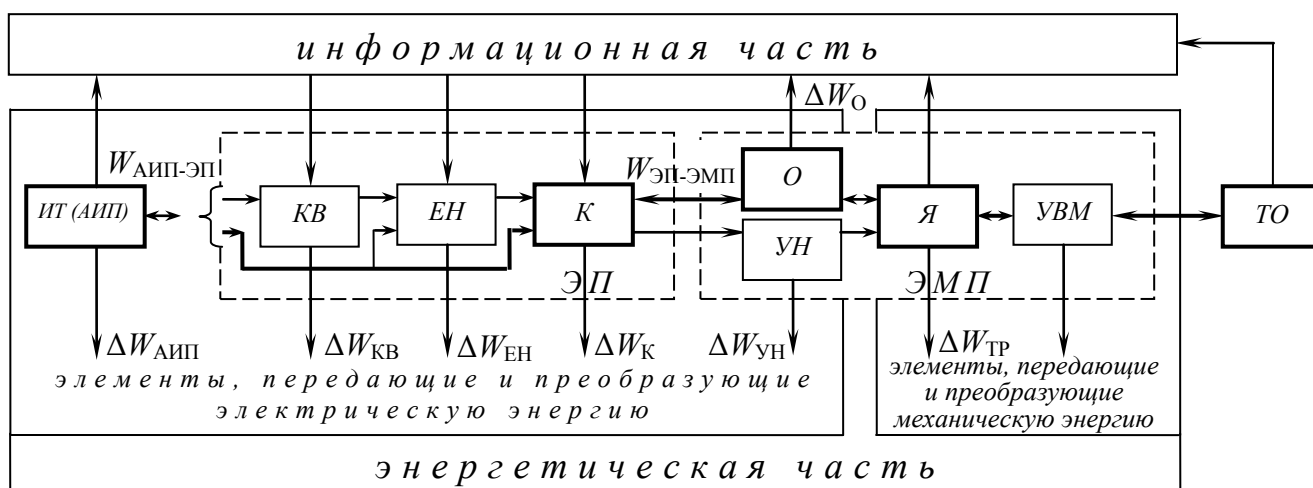 информационная часть
ΔW_О
W_АИП-ЭП
W_ЭП-ЭМП
ИТ (АИП)
КВ
ЕН
К
О
УН
Я
УВМ
ТО
ЭП
ЭМП
ΔW_АИП
ΔW_КВ
ΔW_ЕН
ΔW_К
ΔW_УН
ΔW_ТР
элементы, передающие и преобразующие
электрическую энергию
элементы, передающие
и преобразующие
механическую энергию
энергетическая часть